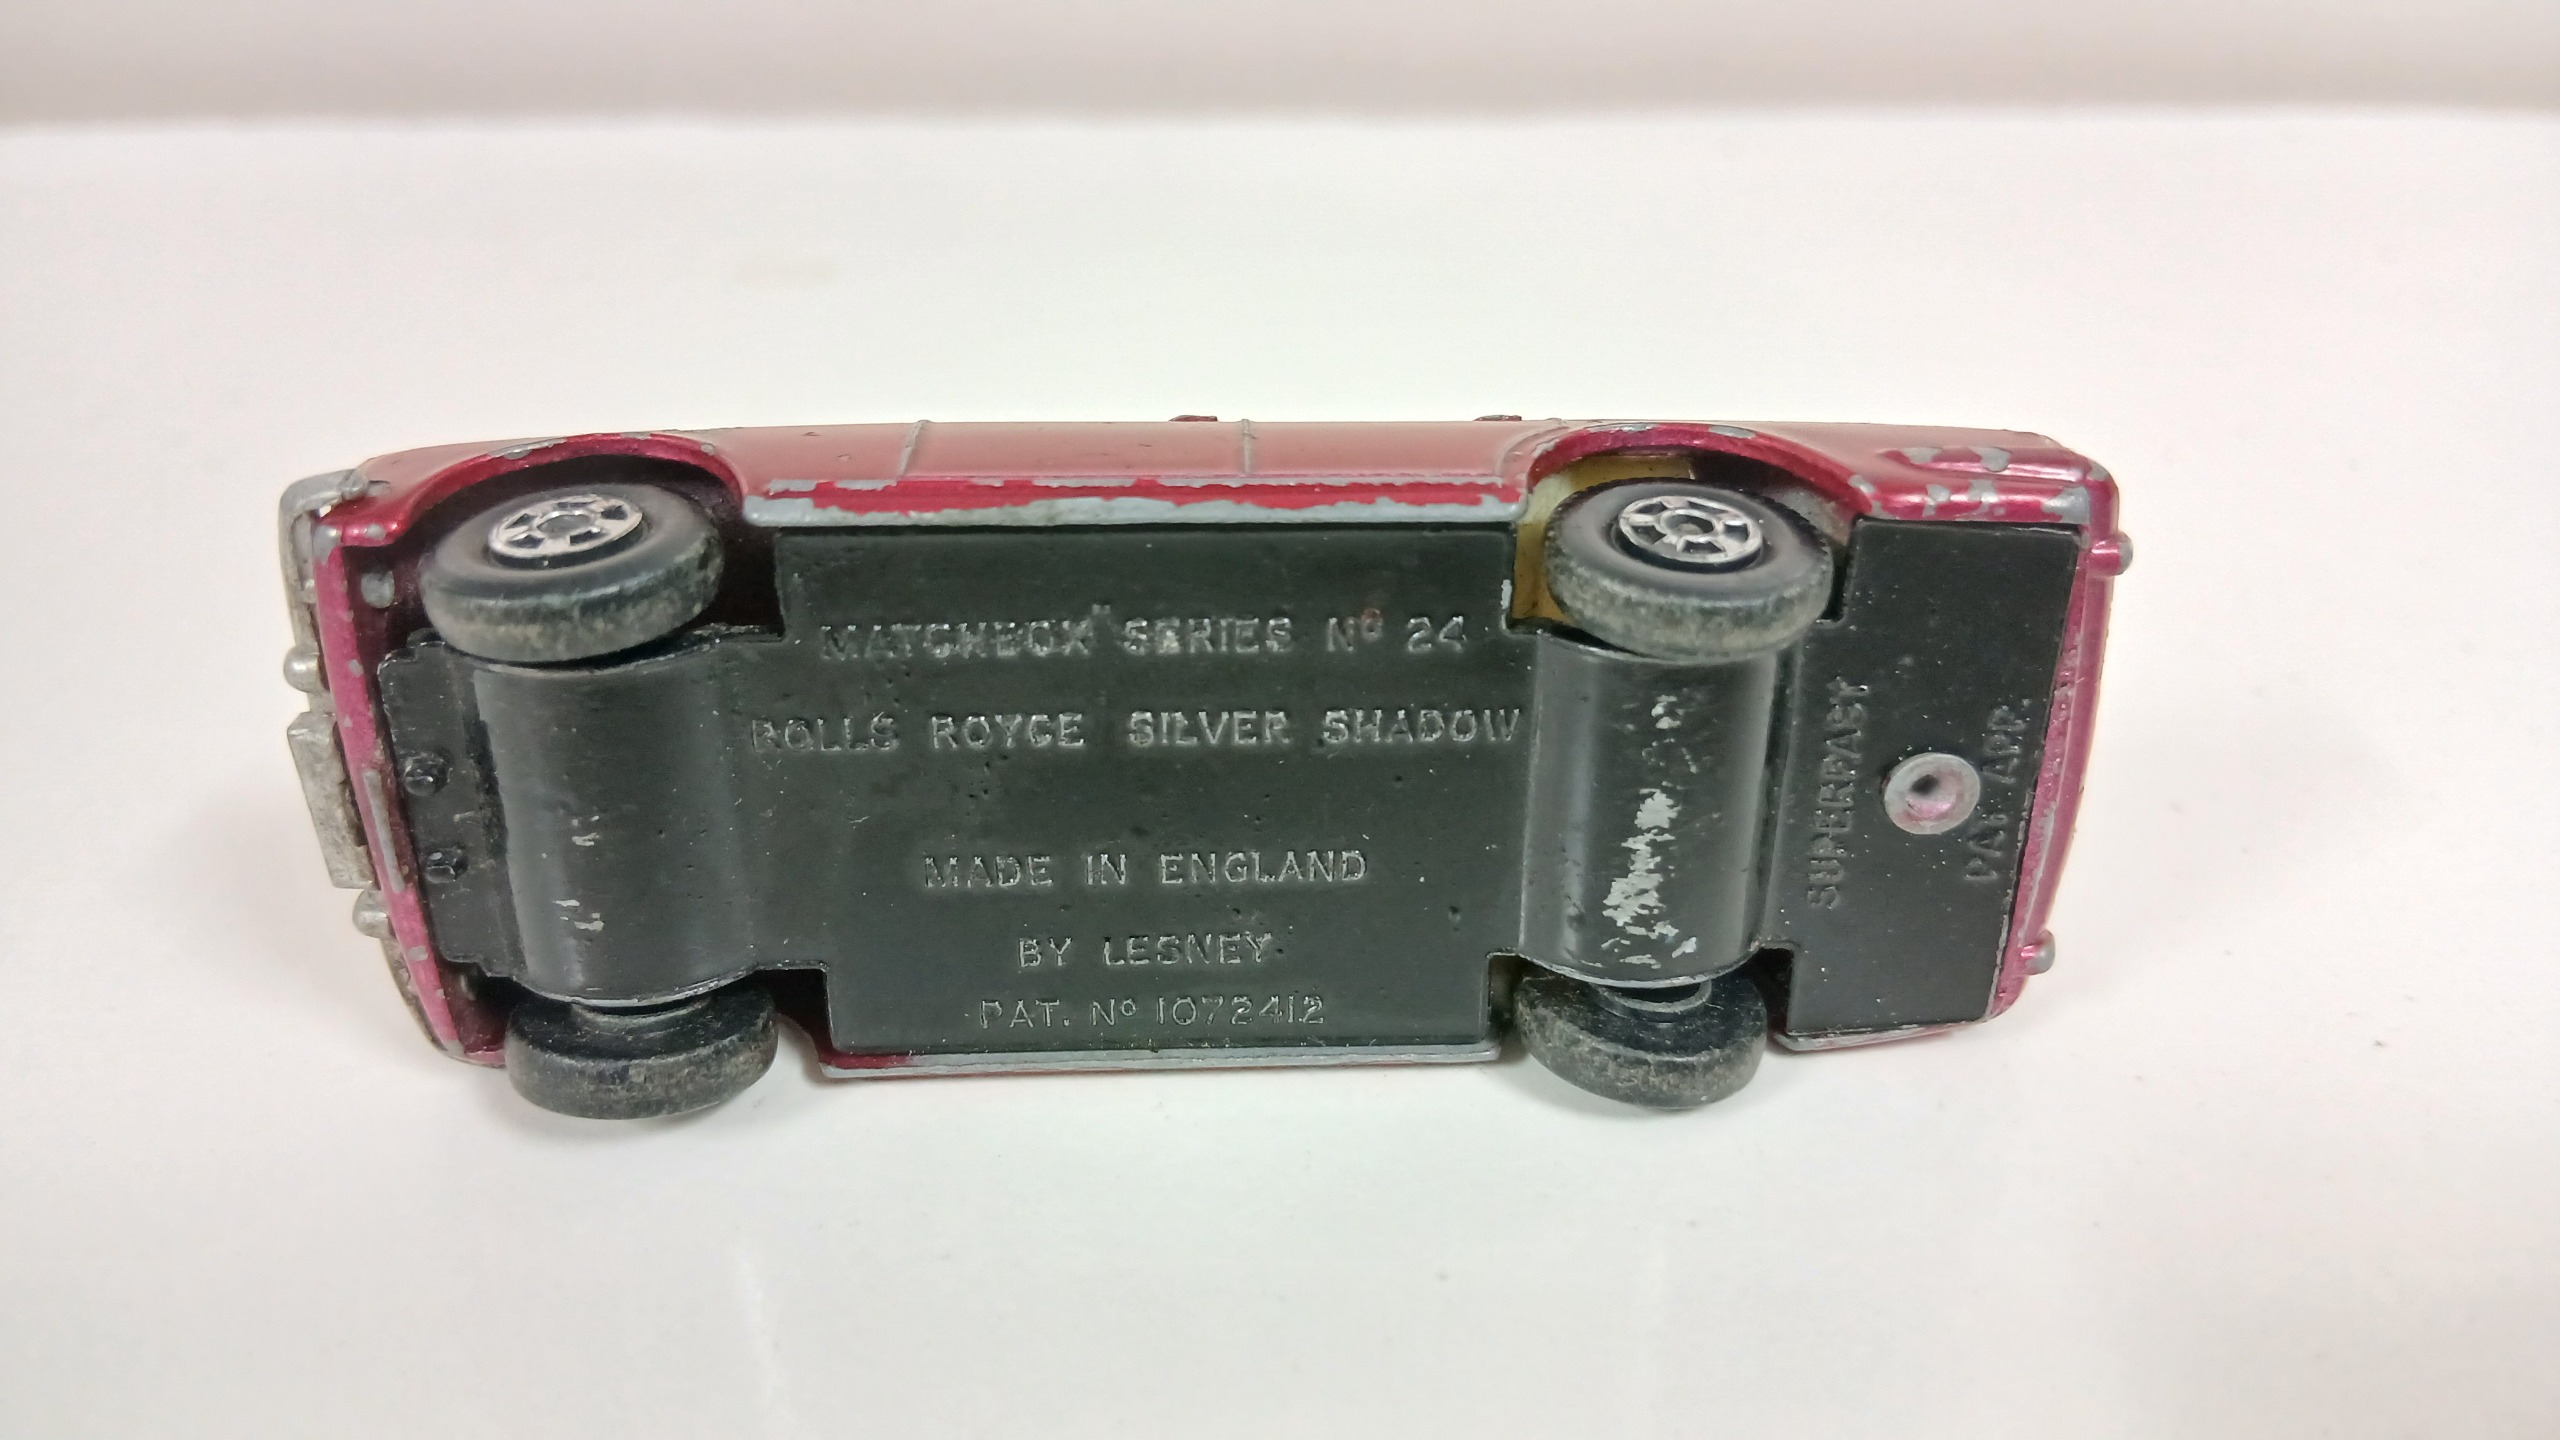 MATCHBOX" SERIES Nº 24
ROLLS ROYCE SILVER SHADOW
MADE IN ENGLAND
BY LESNEY
PAT. Nº 1072412
SUPERFAST
PAT. APP.